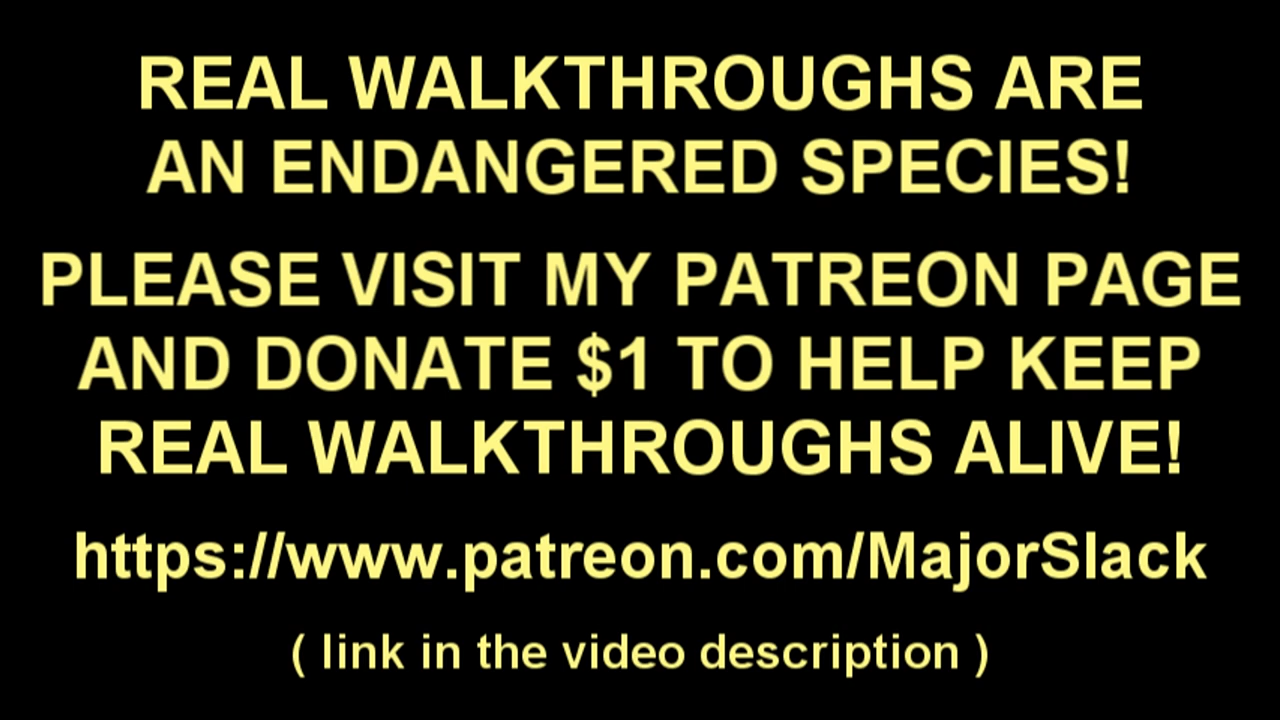 REAL WALKTHROUGHS ARE
AN ENDANGERED SPECIES!
PLEASE VISIT MY PATREON PAGE
AND DONATE $1 TO HELP KEEP
REAL WALKTHROUGHS ALIVE!
https://www.patreon.com/MajorSlack
( link in the video description )